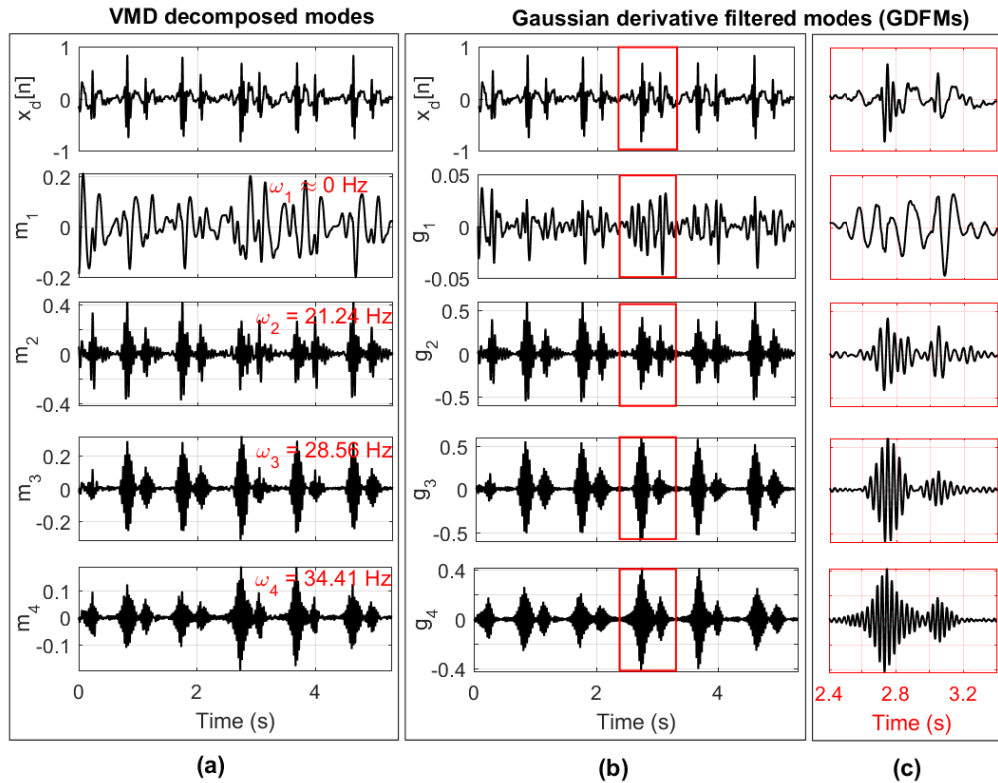 VMD decomposed modes
Gaussian derivative filtered modes (GDFMs)
x_d[n]
1
0
-1
x_d[n]
1
0
-1
m_1
0.2
0
-0.2
ω_1 ≈ 0 Hz
g_1
0.05
0
-0.05
m_2
0.4
0
-0.4
ω_2 = 21.24 Hz
g_2
0.5
0
-0.5
m_3
0.2
0
-0.2
ω_3 = 28.56 Hz
g_3
0.5
0
-0.5
m_4
0.1
0
-0.1
ω_4 = 34.41 Hz
g_4
0.4
0
-0.4
0 2 4
Time (s)
0 2 4
Time (s)
2.4 2.8 3.2
Time (s)
(a)
(b)
(c)